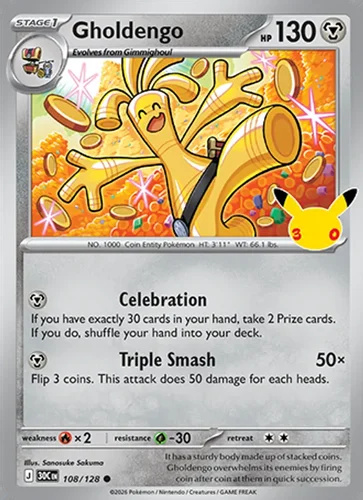 STAGE 1
Gholdengo
HP 130
Evolves from Gimmighoul
30
NO. 1000 Coin Entity Pokémon HT: 3'11" WT: 66.1 lbs.
Celebration
If you have exactly 30 cards in your hand, take 2 Prize cards.
If you do, shuffle your hand into your deck.
Triple Smash 50×
Flip 3 coins. This attack does 50 damage for each heads.
weakness ×2 resistance -30 retreat
Illus. Sanosuke Sakuma
J 30C EN 108/128
It has a sturdy body made up of stacked coins.
Gholdengo overwhelms its enemies by firing
coin after coin at them in quick succession.
©2026 Pokémon / Nintendo / Creatures / GAME FREAK